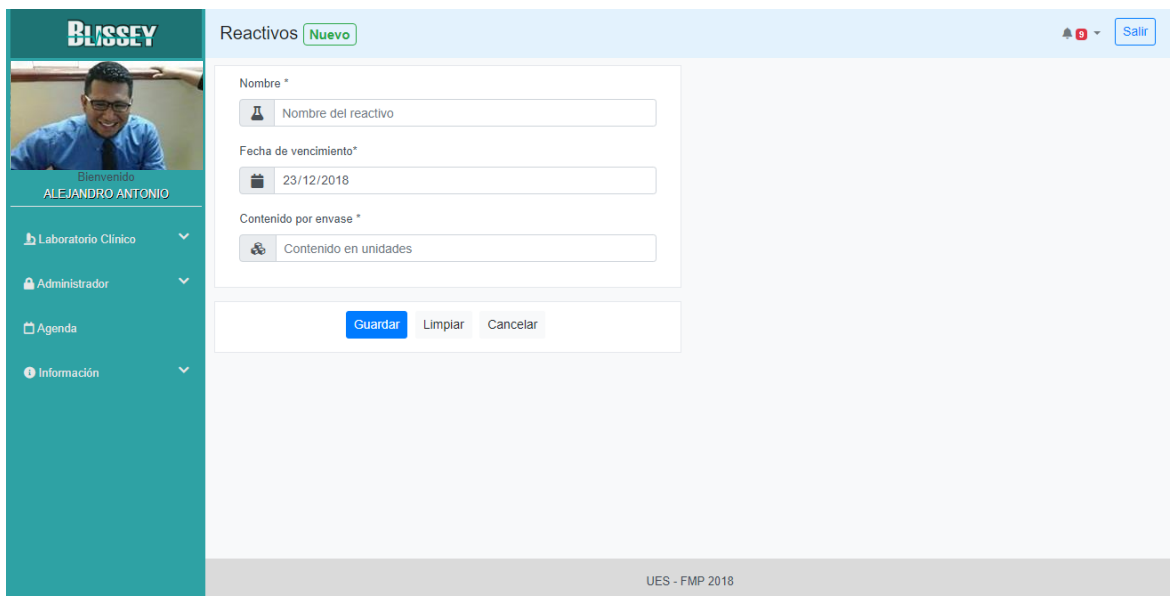 BLISSEY
Reactivos Nuevo
9
Salir
Bienvenido
ALEJANDRO ANTONIO
Laboratorio Clínico
Administrador
Agenda
Información
Nombre *
Nombre del reactivo
Fecha de vencimiento*
23/12/2018
Contenido por envase *
Contenido en unidades
Guardar Limpiar Cancelar
UES - FMP 2018